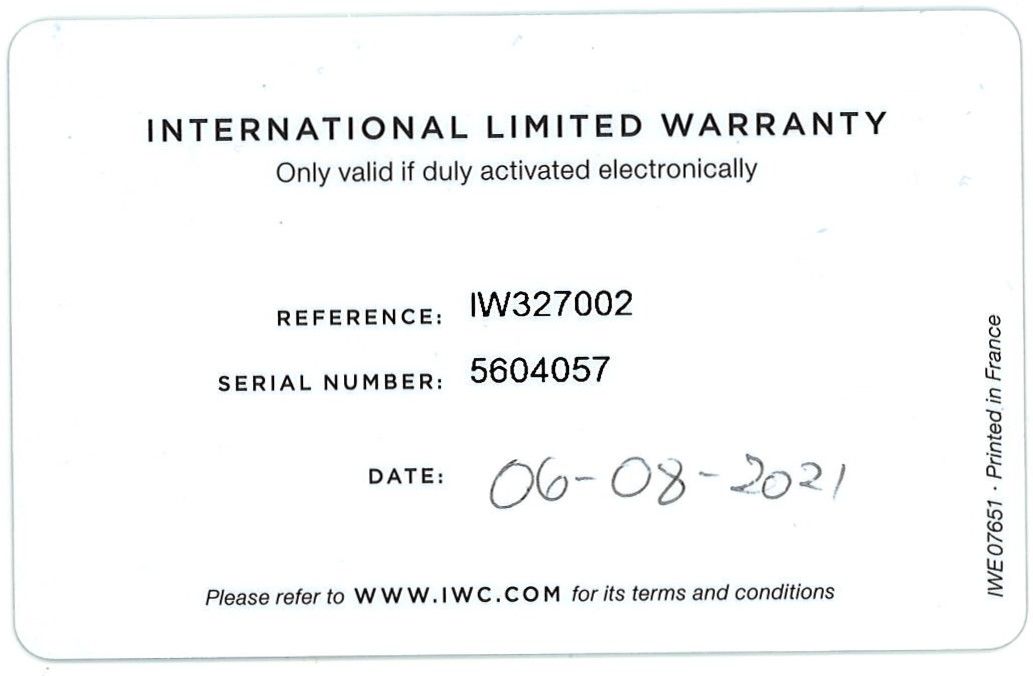 INTERNATIONAL LIMITED WARRANTY
Only valid if duly activated electronically
REFERENCE: IW327002
SERIAL NUMBER: 5604057
DATE: 06-08-2021
Please refer to WWW.IWC.COM for its terms and conditions
IWE07651 · Printed in France